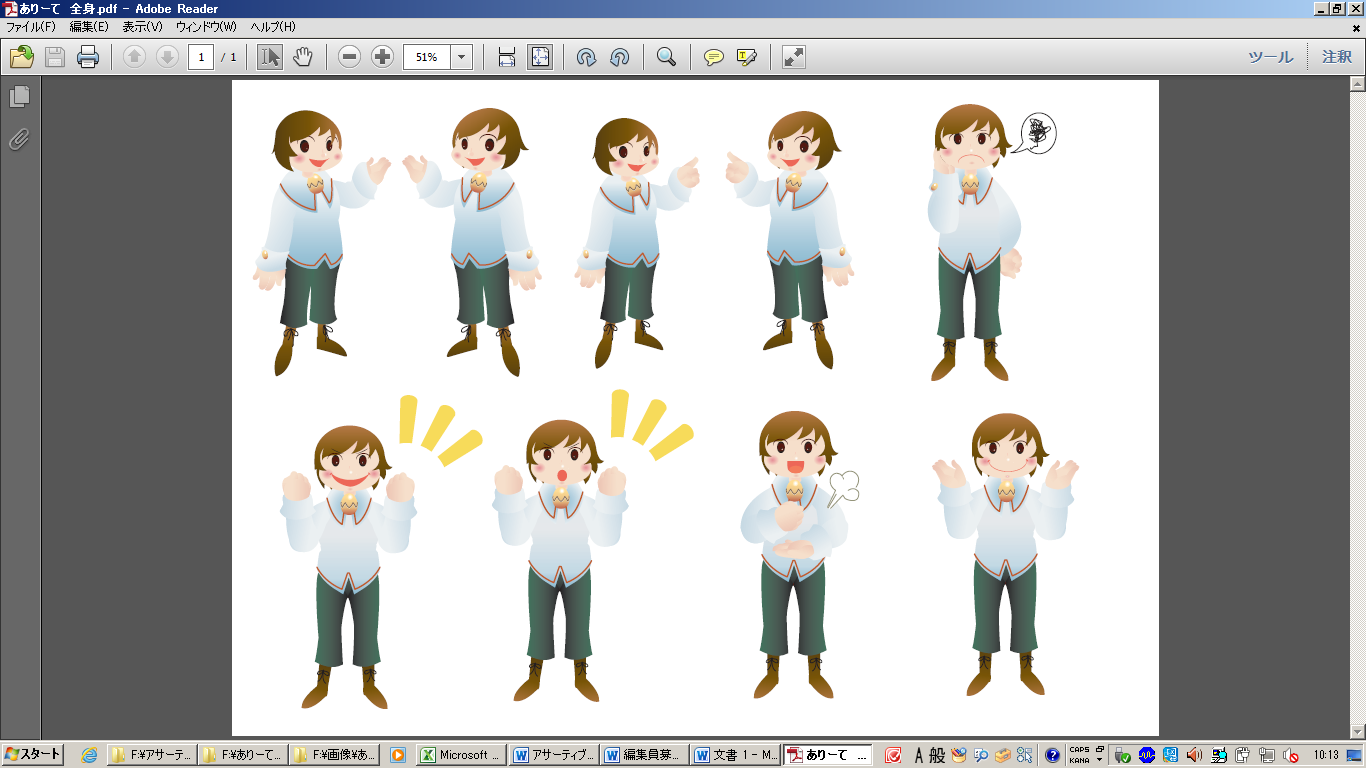 ありーて　全身.pdf - Adobe Reader
ファイル(F) 編集(E) 表示(V) ウィンドウ(W) ヘルプ(H)
1 / 1 51% ツール 注釈
スタート F:¥アサーテ... F:¥ありーて... F:¥画像¥あ... Microsoft ... アサーティブ... 編集員募... 文書 1 - M... ありーて ... A 般 CAPS KANA 10:13